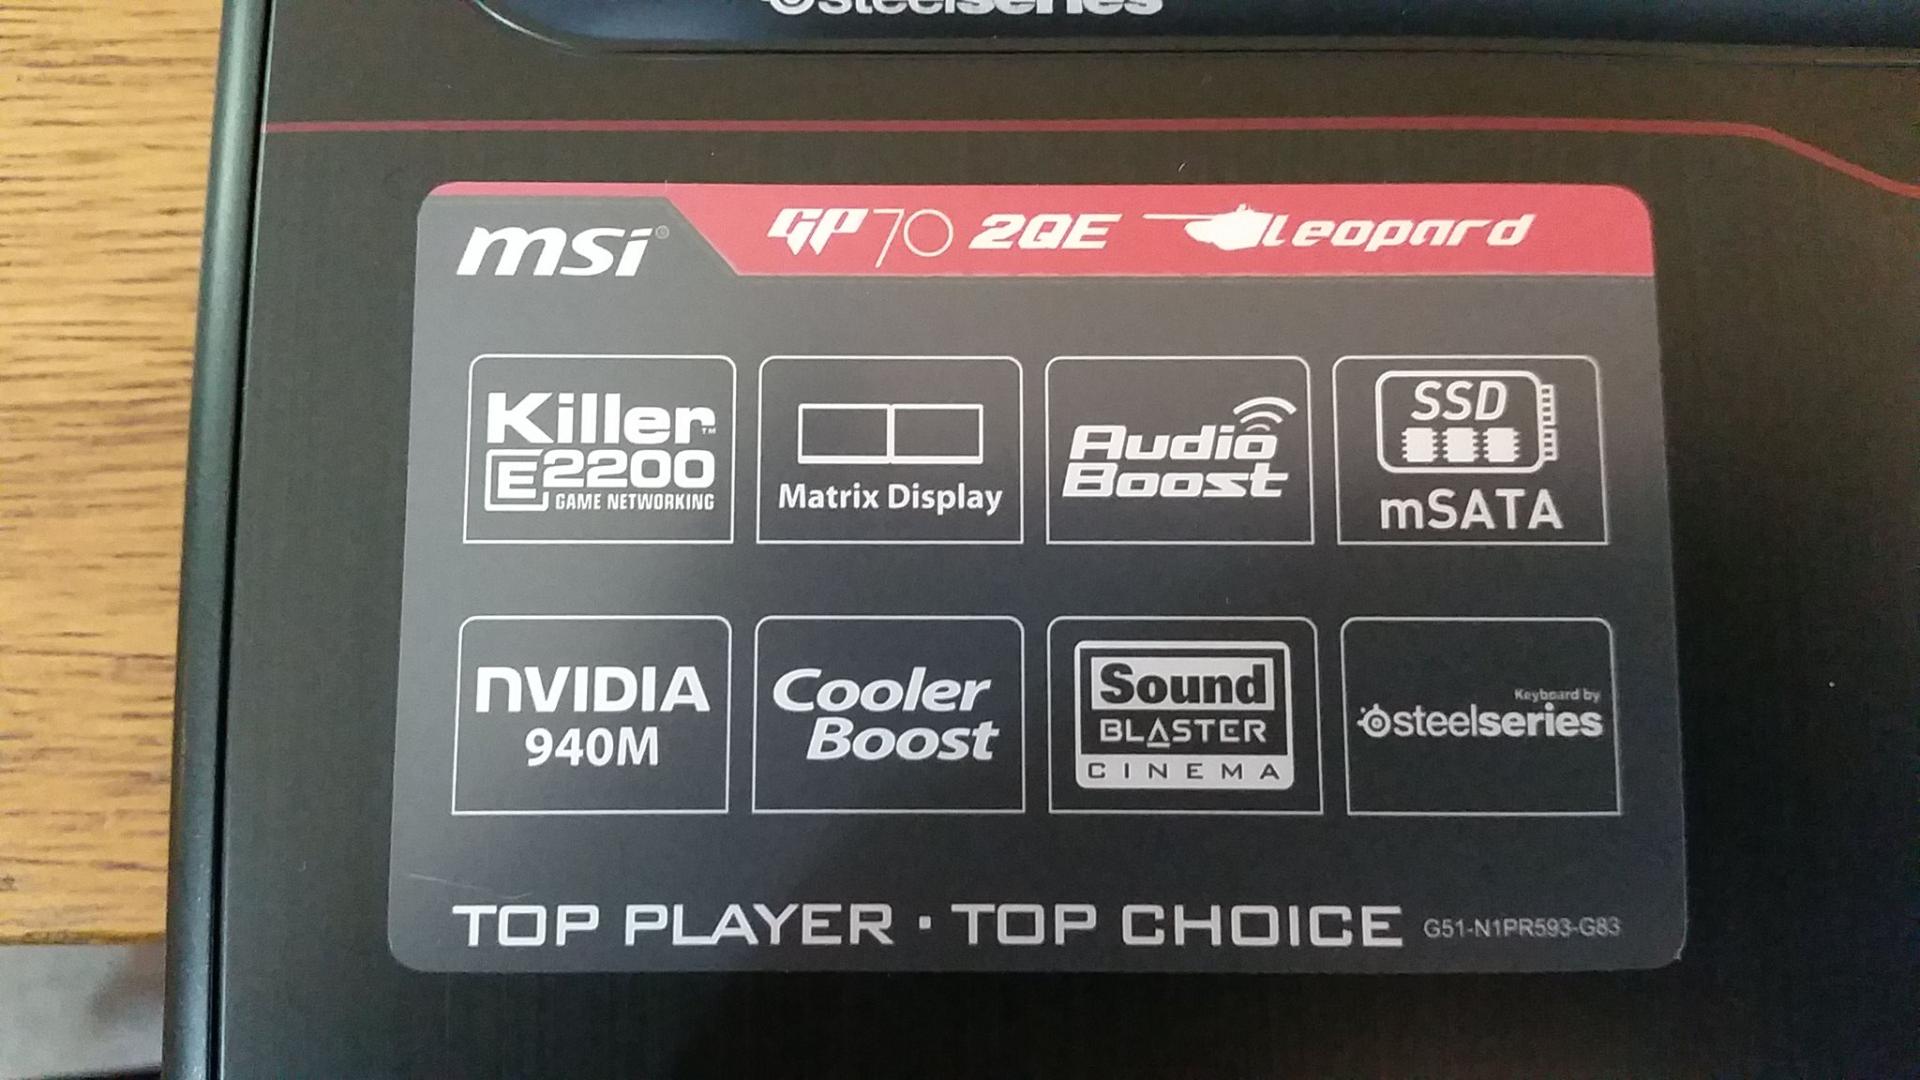 steelseries
msi® GP70 2QE Leopard
Killer™
E2200
GAME NETWORKING
Matrix Display
Audio
Boost
SSD
mSATA
NVIDIA
940M
Cooler
Boost
Sound
BLASTER
CINEMA
Keyboard by
steelseries
TOP PLAYER · TOP CHOICE G51-N1PR593-G83